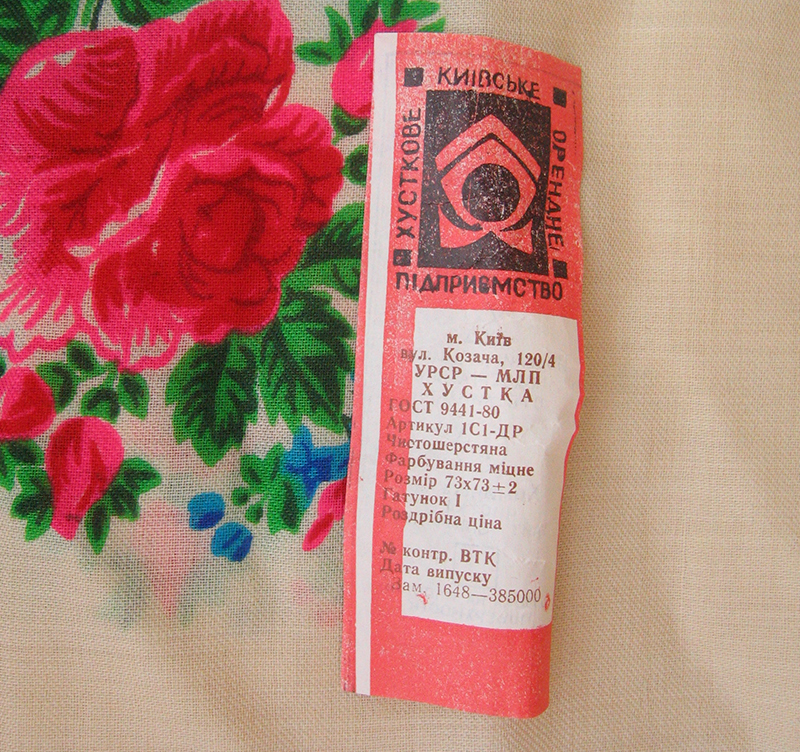 КИЇВСЬКЕ
ХУСТКОВЕ
ОРЕНДНЕ
ПІДПРИЄМСТВО
м. Київ
вул. Козача, 120/4
УРСР — МЛП
ХУСТКА
ГОСТ 9441-80
Артикул 1С1-ДР
Чистошерстяна
Фарбування міцне
Розмір 73х73±2
Гатунок I
Роздрібна ціна
№ контр. ВТК
Дата випуску
Зам. 1648—385000